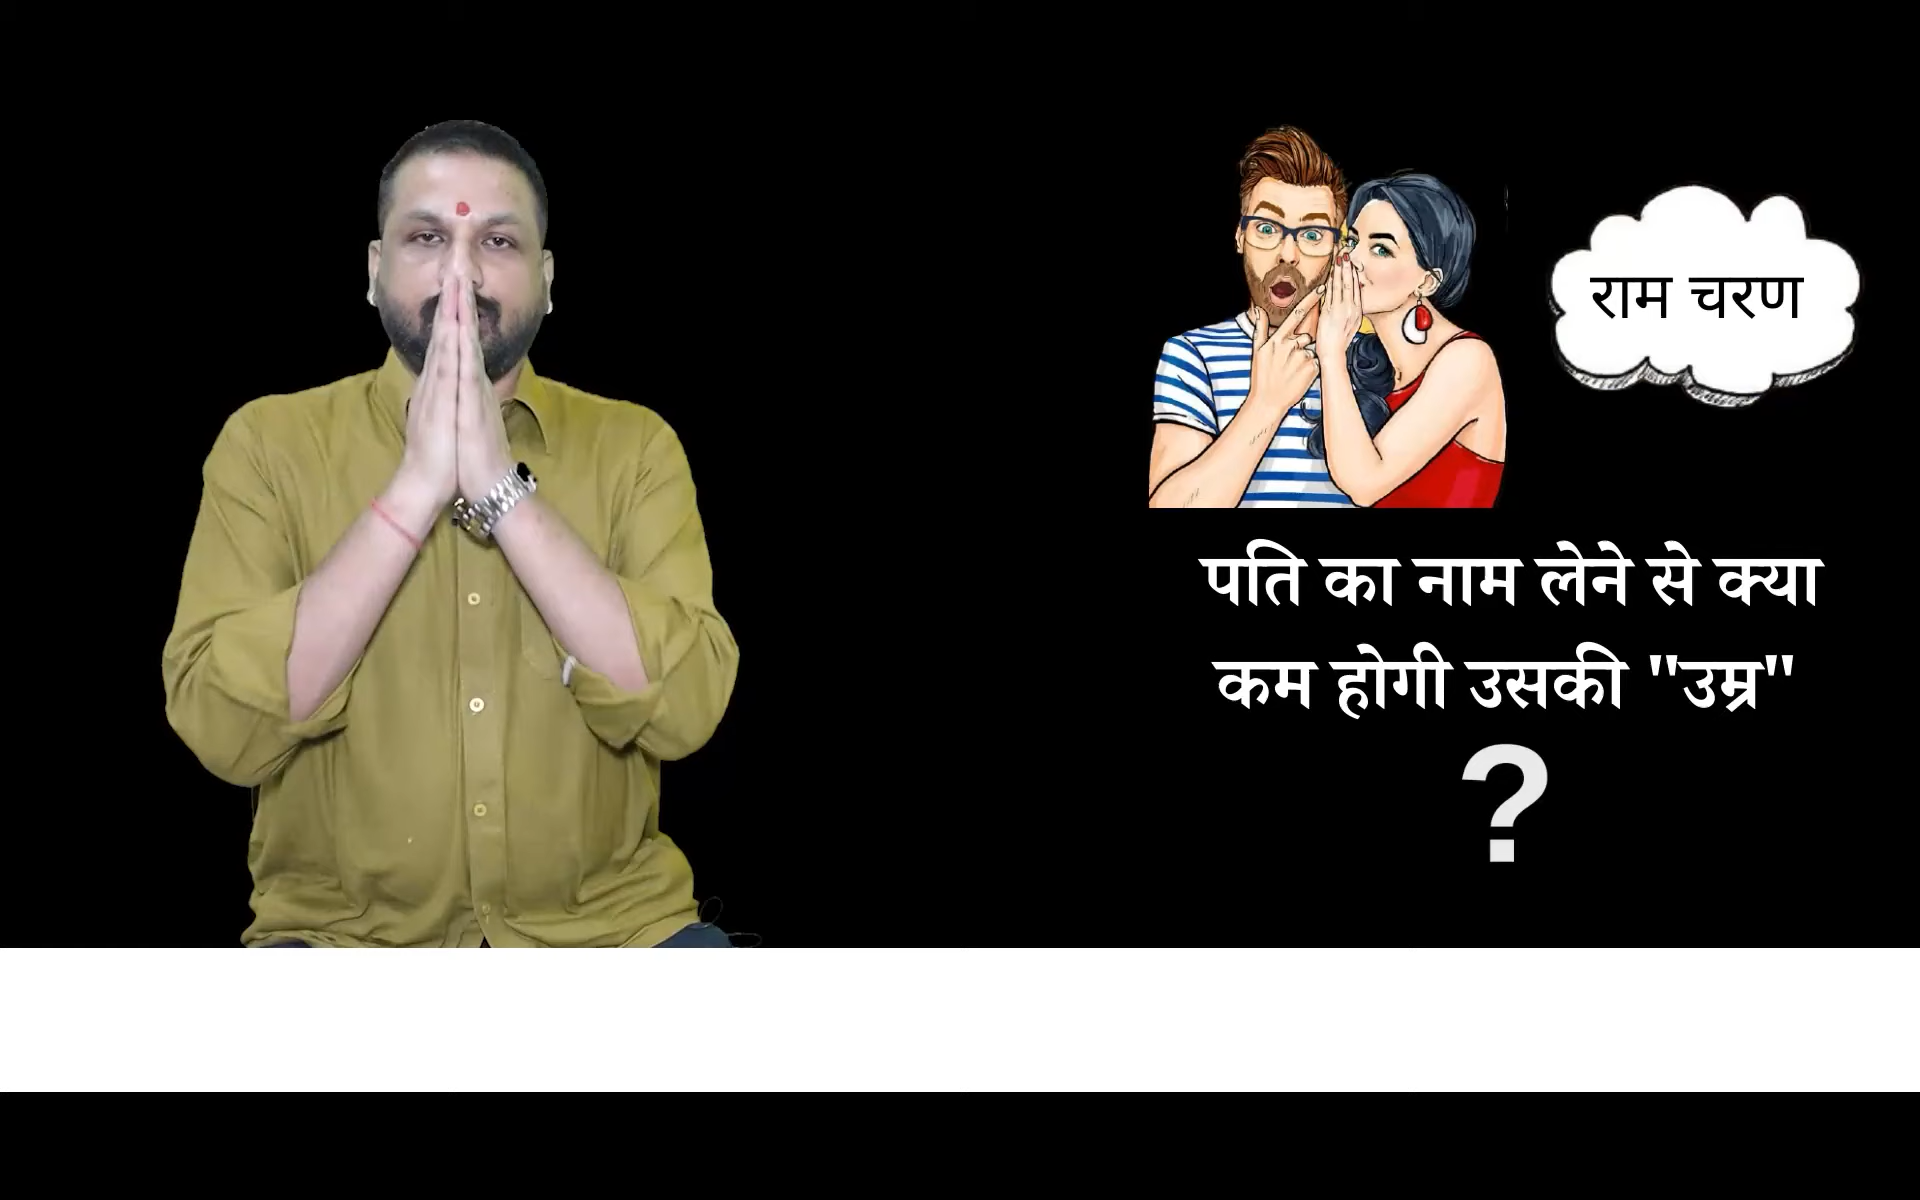 राम चरण
पति का नाम लेने से क्या
कम होगी उसकी "उम्र"
?